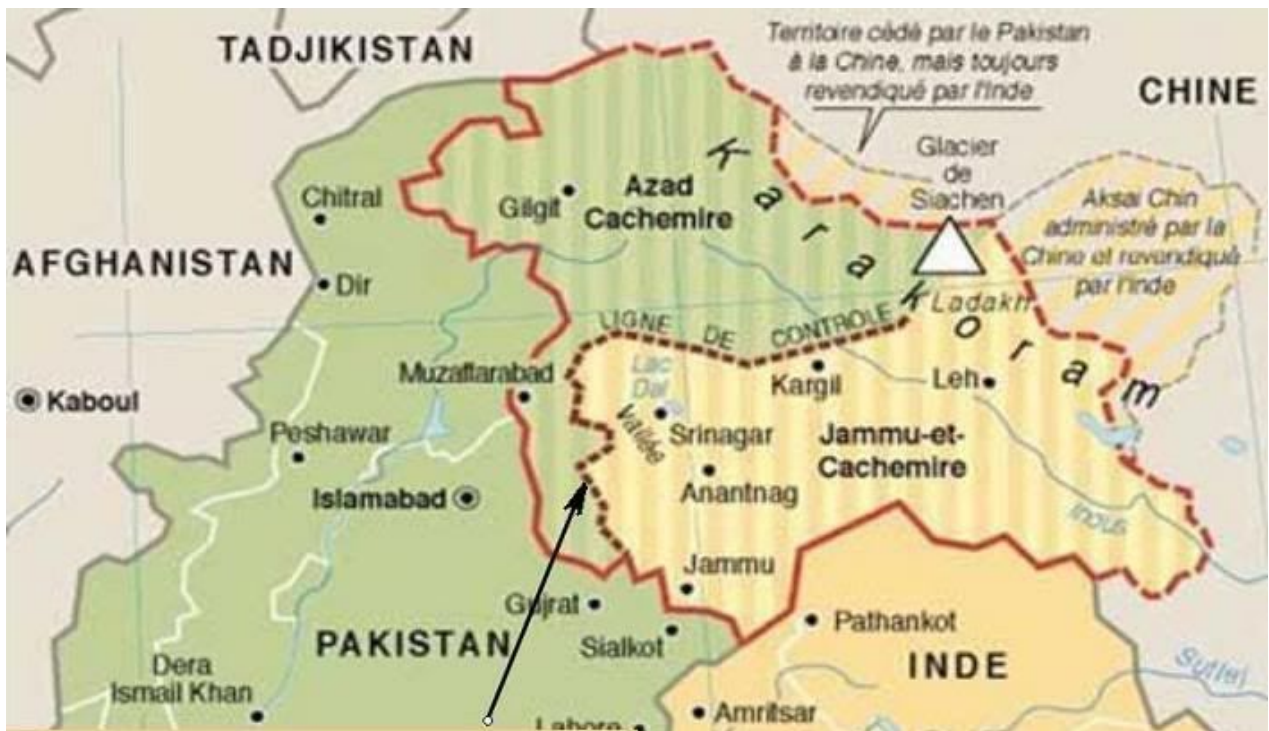 TADJIKISTAN
Territoire cédé par le Pakistan
à la Chine, mais toujours
revendiqué par l'Inde
CHINE
Glacier
de
Siachen
Aksai Chin
administré par la
Chine et revendiqué
par l'Inde
Chitral
Gilgit
Azad
Cachemire
Karakoram
AFGHANISTAN
Dir
Ladakh
LIGNE DE CONTROLE
Muzaffarabad
Lac
Dal
Kargil
Leh
Kaboul
Vallée
Peshawar
Srinagar
Jammu-et-
Cachemire
Islamabad
Anantnag
Indus
Jammu
Gujrat
Pathankot
PAKISTAN
Sialkot
INDE
Dera
Ismail Khan
Sutlej
Lahore
Amritsar